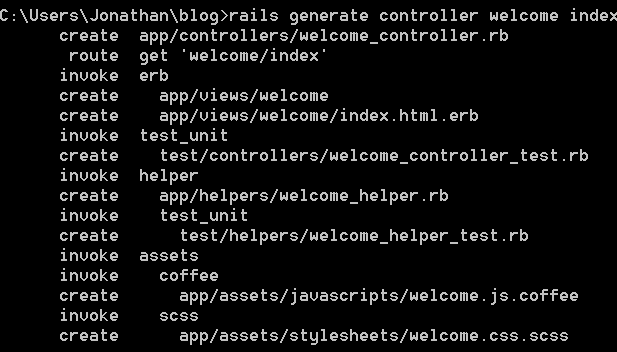 C:\Users\Jonathan\blog>rails generate controller welcome index
create  app/controllers/welcome_controller.rb
route  get 'welcome/index'
invoke  erb
create    app/views/welcome
create    app/views/welcome/index.html.erb
invoke  test_unit
create    test/controllers/welcome_controller_test.rb
invoke  helper
create    app/helpers/welcome_helper.rb
invoke    test_unit
create      test/helpers/welcome_helper_test.rb
invoke  assets
invoke    coffee
create      app/assets/javascripts/welcome.js.coffee
invoke    scss
create      app/assets/stylesheets/welcome.css.scss